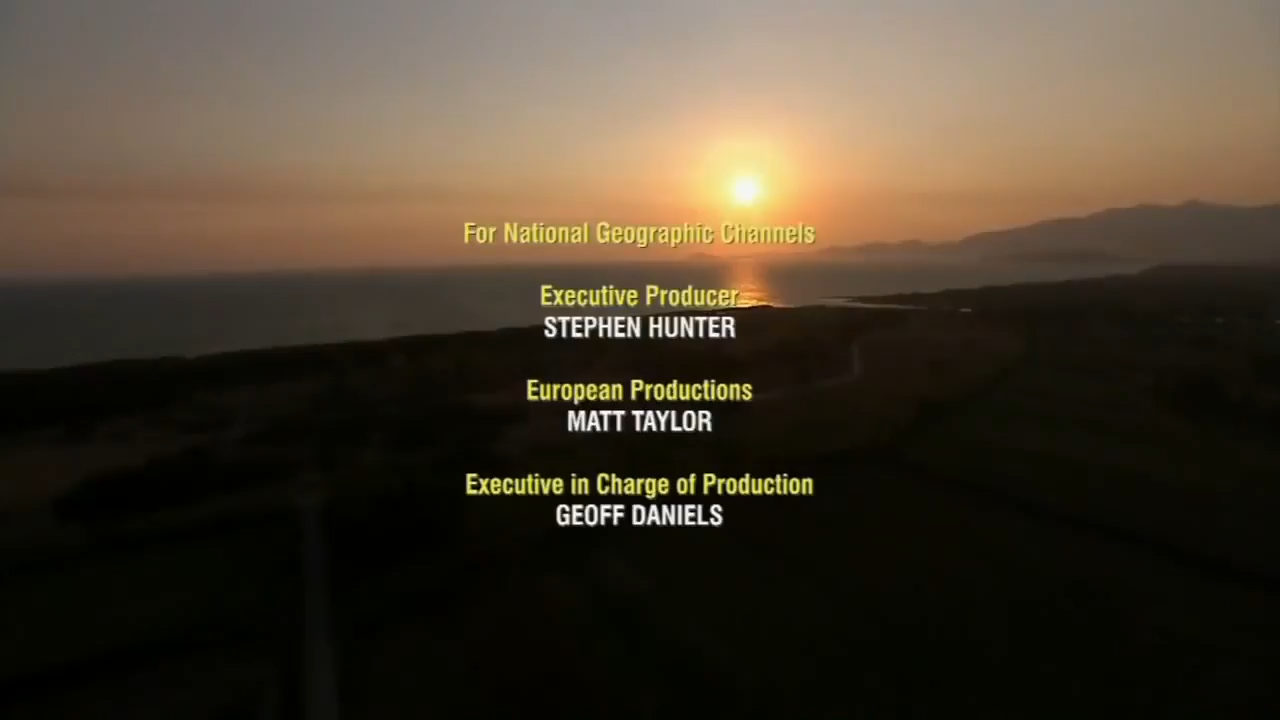 For National Geographic Channels
Executive Producer
STEPHEN HUNTER
European Productions
MATT TAYLOR
Executive in Charge of Production
GEOFF DANIELS